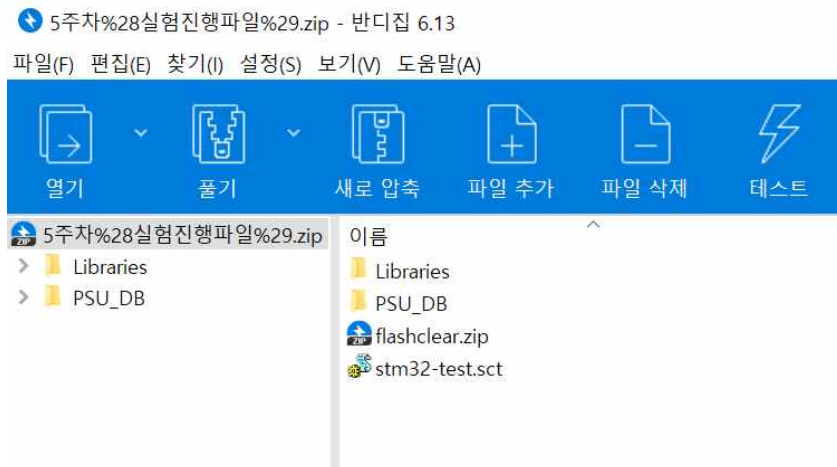 5주차%28실험진행파일%29.zip - 반디집 6.13
파일(F) 편집(E) 찾기(I) 설정(S) 보기(V) 도움말(A)
열기 풀기 새로 압축 파일 추가 파일 삭제 테스트
5주차%28실험진행파일%29.zip
Libraries
PSU_DB
이름
Libraries
PSU_DB
flashclear.zip
stm32-test.sct